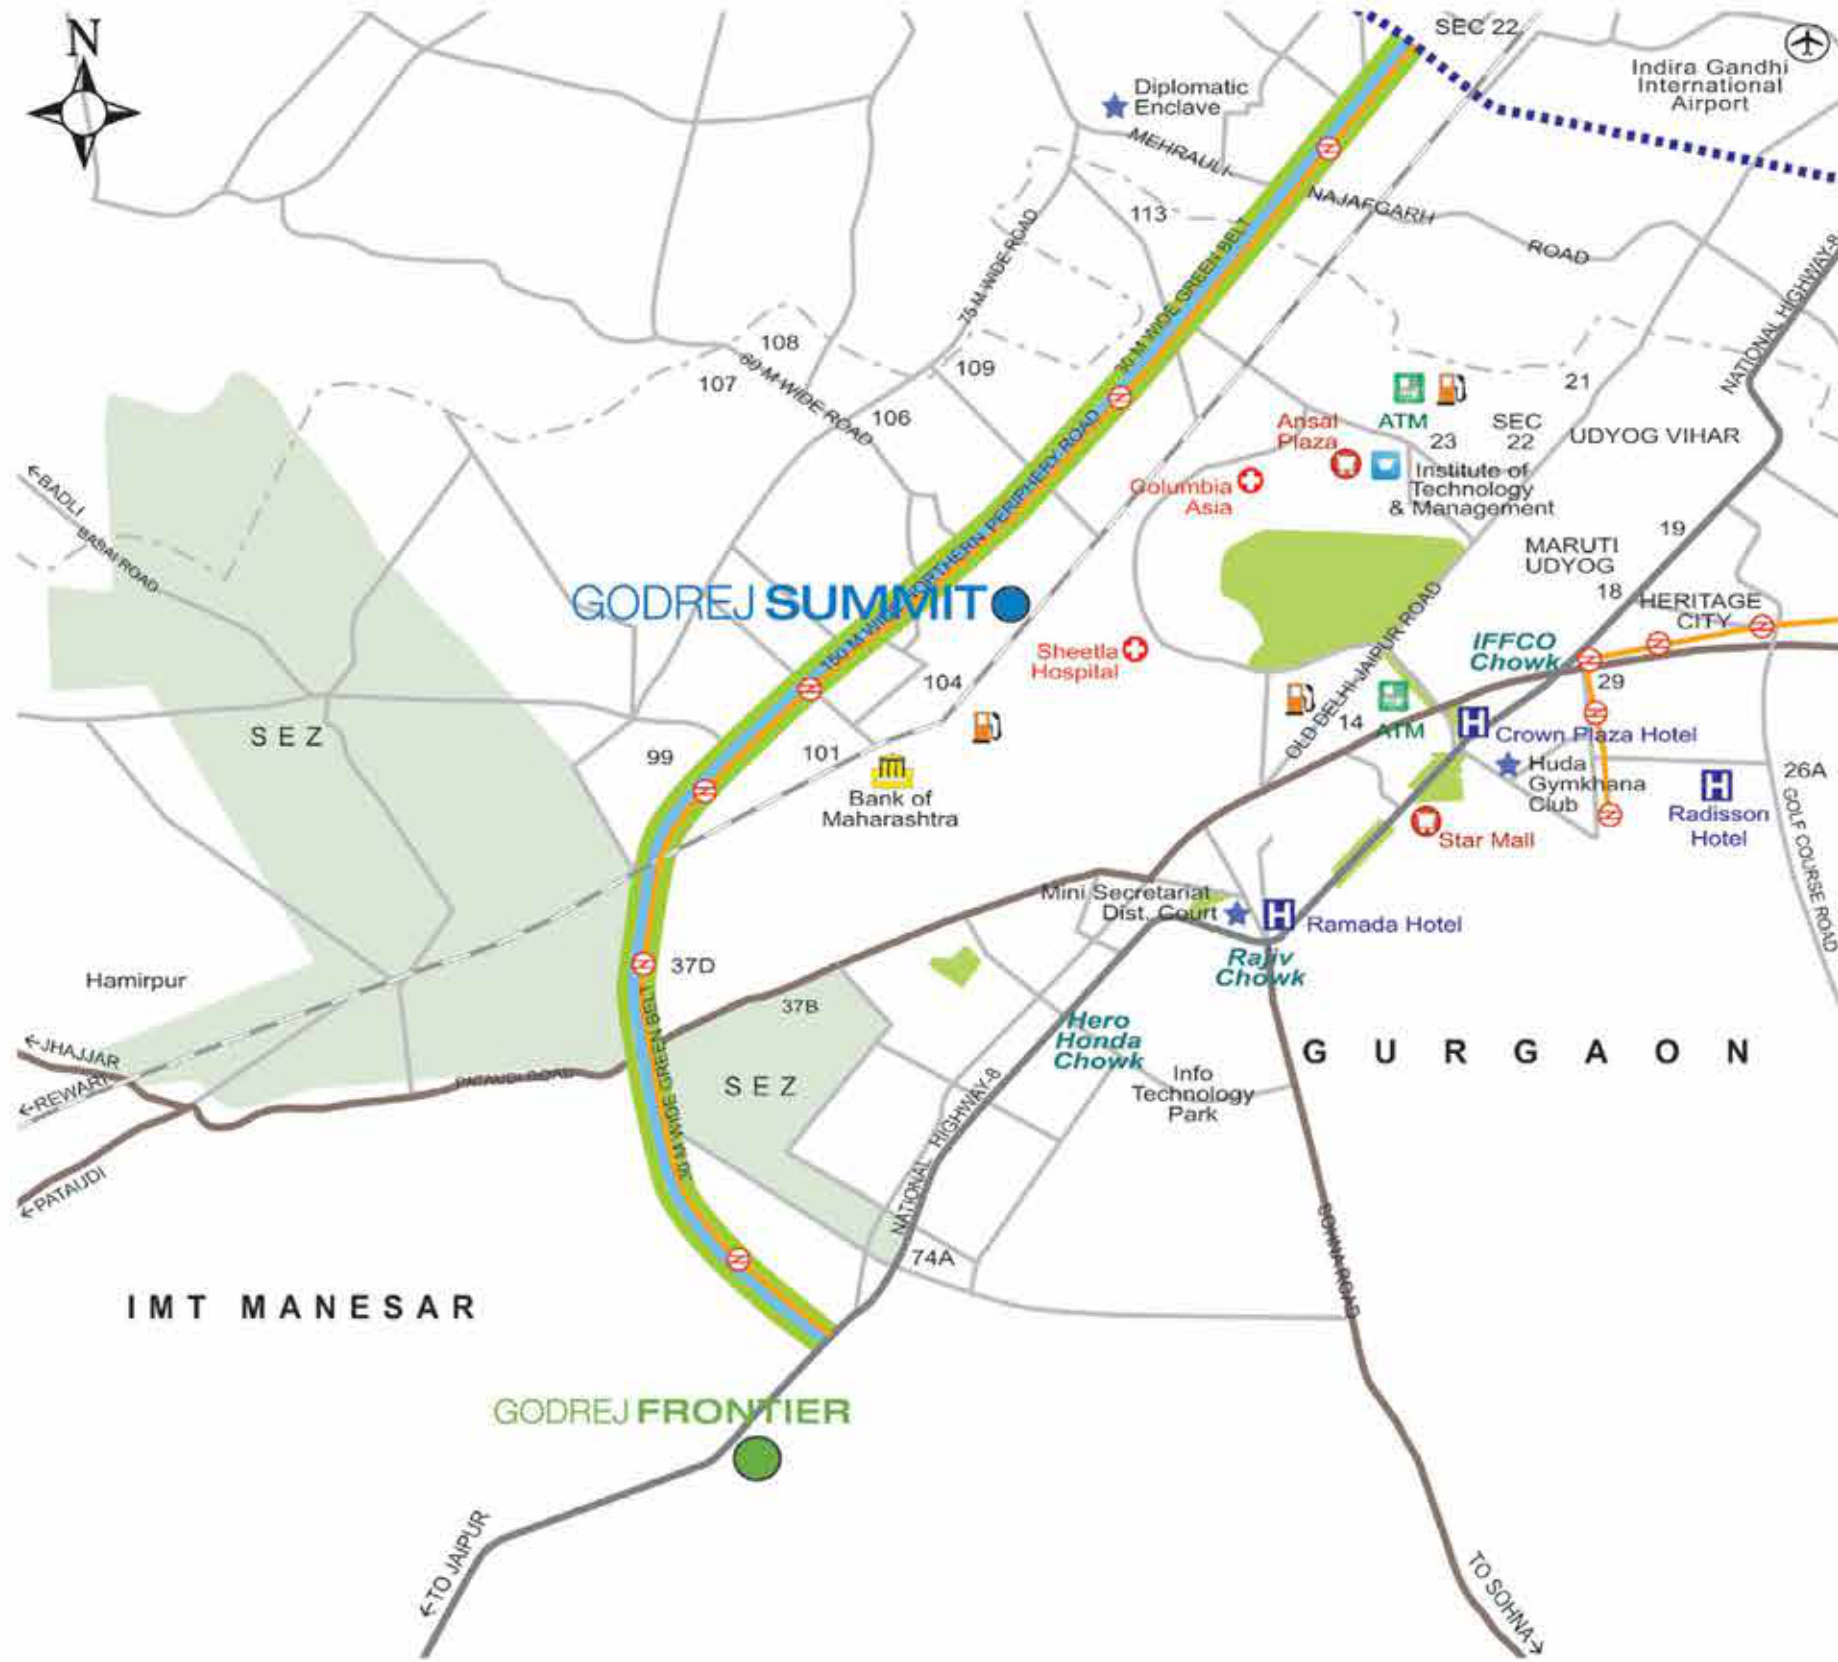 N
SEC 22
Indira Gandhi
International
Airport
Diplomatic
Enclave
MEHRAULI
NAJAFGARH
ROAD
113
75 M WIDE ROAD
30 M WIDE GREEN BELT
NATIONAL HIGHWAY-8
108
107
60 M WIDE ROAD
109
106
21
ATM
Ansal
Plaza
23
SEC
22
UDYOG VIHAR
Institute of
Technology
& Management
Columbia
Asia
←BADLI
BASAI ROAD
150 M WIDE NORTHERN PERIPHERY ROAD
19
MARUTI
UDYOG
18
HERITAGE
CITY
GODREJ SUMMIT
OLD DELHI JAIPUR ROAD
IFFCO
Chowk
Sheetla
Hospital
104
29
14
ATM
Crown Plaza Hotel
SEZ
99
101
Huda
Gymkhana
Club
26A
Bank of
Maharashtra
Radisson
Hotel
Star Mall
GOLF COURSE ROAD
Mini Secretariat
Dist. Court
Ramada Hotel
Rajiv
Chowk
37D
Hamirpur
37B
Hero
Honda
Chowk
GURGAON
←JHAJJAR
←REWARI
PATAUDI ROAD
SEZ
30 M WIDE GREEN BELT
Info
Technology
Park
NATIONAL HIGHWAY-8
←PATAUDI
74A
SOHNA ROAD
IMT MANESAR
GODREJ FRONTIER
←TO JAIPUR
TO SOHNA→